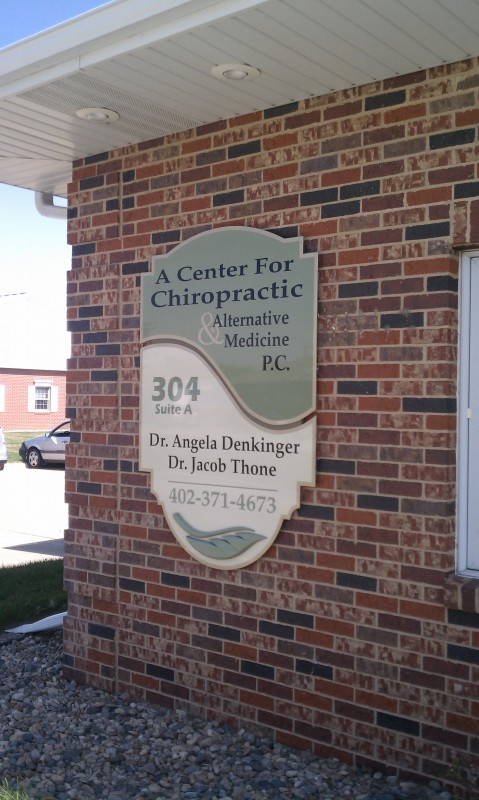 A Center For
Chiropractic
& Alternative
Medicine
P.C.
304
Suite A
Dr. Angela Denkinger
Dr. Jacob Thone
402-371-4673